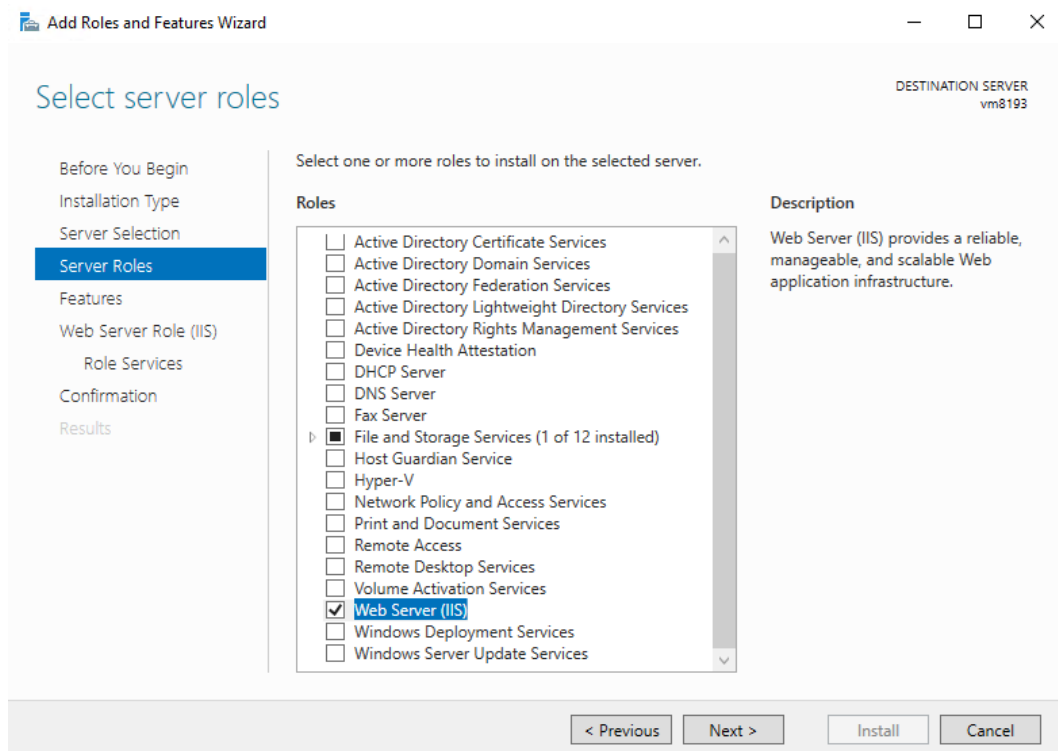 Add Roles and Features Wizard
Select server roles
DESTINATION SERVER
vm8193
Before You Begin
Installation Type
Server Selection
Server Roles
Features
Web Server Role (IIS)
Role Services
Confirmation
Results
Select one or more roles to install on the selected server.
Roles
Active Directory Certificate Services
Active Directory Domain Services
Active Directory Federation Services
Active Directory Lightweight Directory Services
Active Directory Rights Management Services
Device Health Attestation
DHCP Server
DNS Server
Fax Server
File and Storage Services (1 of 12 installed)
Host Guardian Service
Hyper-V
Network Policy and Access Services
Print and Document Services
Remote Access
Remote Desktop Services
Volume Activation Services
Web Server (IIS)
Windows Deployment Services
Windows Server Update Services
Description
Web Server (IIS) provides a reliable,
manageable, and scalable Web
application infrastructure.
< Previous
Next >
Install
Cancel